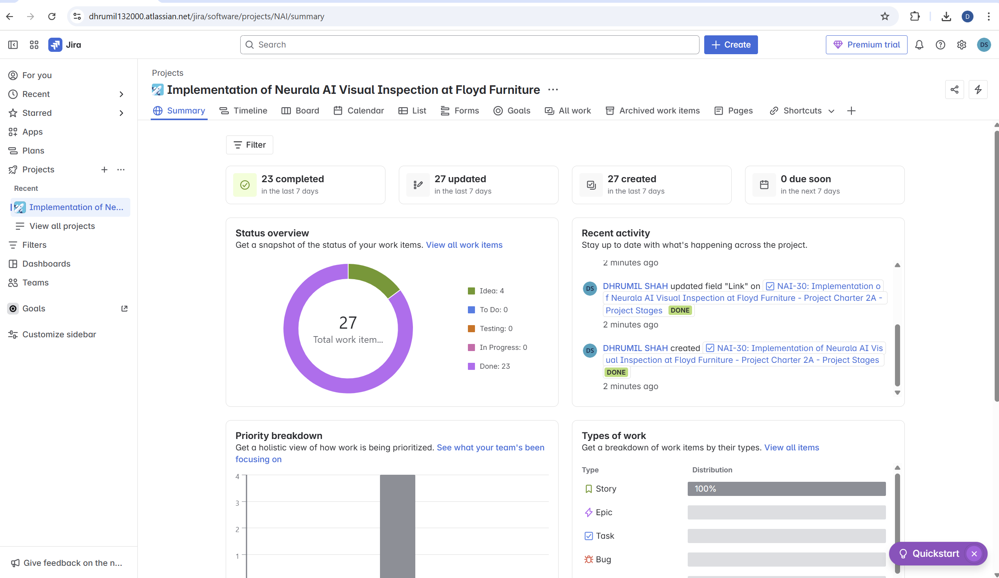 dhrumil132000.atlassian.net/jira/software/projects/NAI/summary
D
Jira
Search
Create
Premium trial
DS
For you
Recent
Starred
Apps
Plans
Projects
Recent
Implementation of Ne...
View all projects
Filters
Dashboards
Teams
Goals
Customize sidebar
Give feedback on the n...
Projects
Implementation of Neurala AI Visual Inspection at Floyd Furniture
Summary
Timeline
Board
Calendar
List
Forms
Goals
All work
Archived work items
Pages
Shortcuts
Filter
23 completed
in the last 7 days
27 updated
in the last 7 days
27 created
in the last 7 days
0 due soon
in the next 7 days
Status overview
Get a snapshot of the status of your work items. View all work items
27
Total work item...
Idea: 4
To Do: 0
Testing: 0
In Progress: 0
Done: 23
Recent activity
Stay up to date with what's happening across the project.
2 minutes ago
DS
DHRUMIL SHAH updated field "Link" on NAI-30: Implementation o
f Neurala AI Visual Inspection at Floyd Furniture - Project Charter 2A -
Project Stages DONE
2 minutes ago
DS
DHRUMIL SHAH created NAI-30: Implementation of Neurala AI Vis
ual Inspection at Floyd Furniture - Project Charter 2A - Project Stages
DONE
2 minutes ago
Priority breakdown
Get a holistic view of how work is being prioritized. See what your team's been
focusing on
4
3
2
1
Types of work
Get a breakdown of work items by their types. View all items
Type Distribution
Story 100%
Epic
Task
Bug
Quickstart